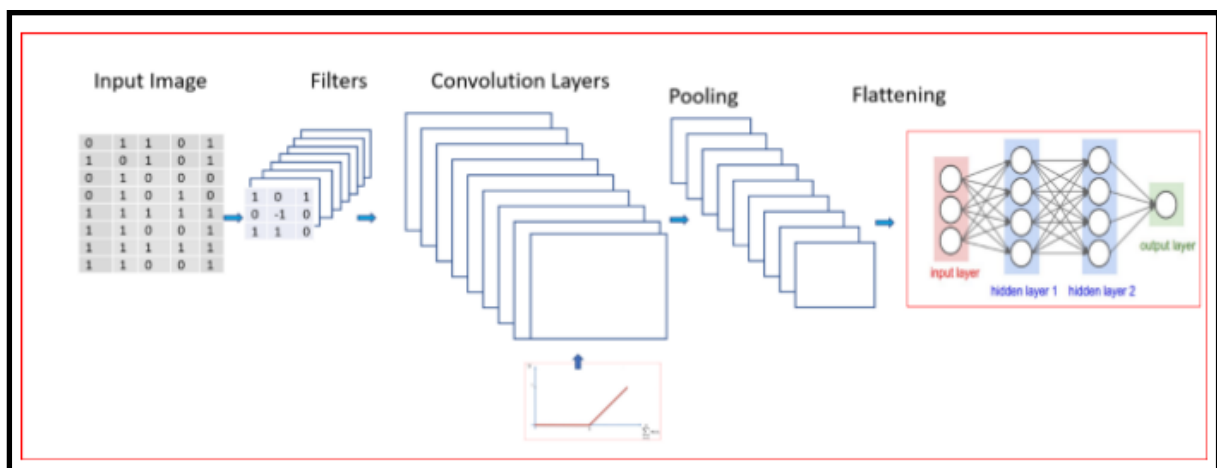 Input Image
Filters
Convolution Layers
Pooling
Flattening
0 1 1 0 1
1 0 1 0 1
0 1 0 0 0
0 1 0 1 0
1 1 1 1 1
1 1 0 0 1
1 1 1 1 1
1 1 0 0 1
1 0 1
0 -1 0
1 1 0
input layer
hidden layer 1
hidden layer 2
output layer